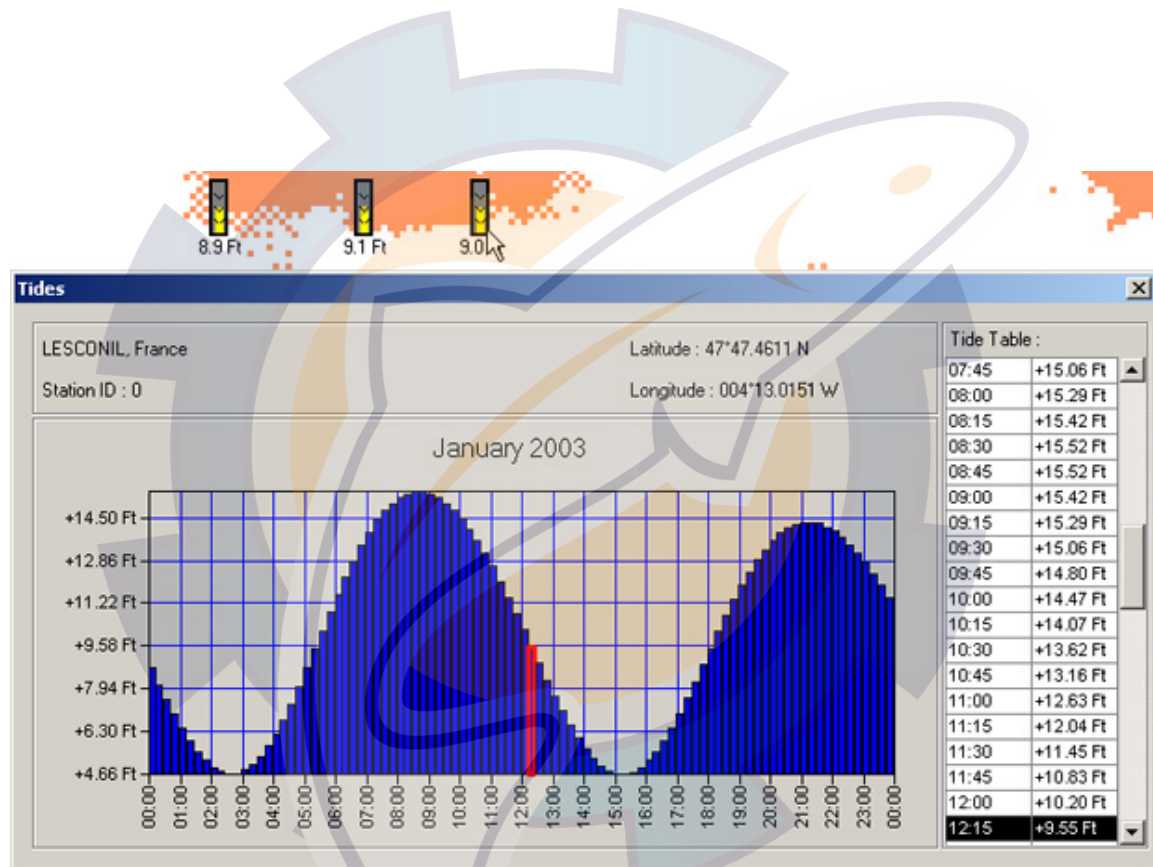 8.9 Ft
9.1 Ft
9.0
Tides
LESCONIL, France
Latitude : 47°47.4611 N
Station ID : 0
Longitude : 004°13.0151 W
January 2003
+14.50 Ft
+12.86 Ft
+11.22 Ft
+9.58 Ft
+7.94 Ft
+6.30 Ft
+4.66 Ft
00:00
01:00
02:00
03:00
04:00
05:00
06:00
07:00
08:00
09:00
10:00
11:00
12:00
13:00
14:00
15:00
16:00
17:00
18:00
19:00
20:00
21:00
22:00
23:00
00:00
Tide Table :
07:45 +15.06 Ft
08:00 +15.29 Ft
08:15 +15.42 Ft
08:30 +15.52 Ft
08:45 +15.52 Ft
09:00 +15.42 Ft
09:15 +15.29 Ft
09:30 +15.06 Ft
09:45 +14.80 Ft
10:00 +14.47 Ft
10:15 +14.07 Ft
10:30 +13.62 Ft
10:45 +13.16 Ft
11:00 +12.63 Ft
11:15 +12.04 Ft
11:30 +11.45 Ft
11:45 +10.83 Ft
12:00 +10.20 Ft
12:15 +9.55 Ft